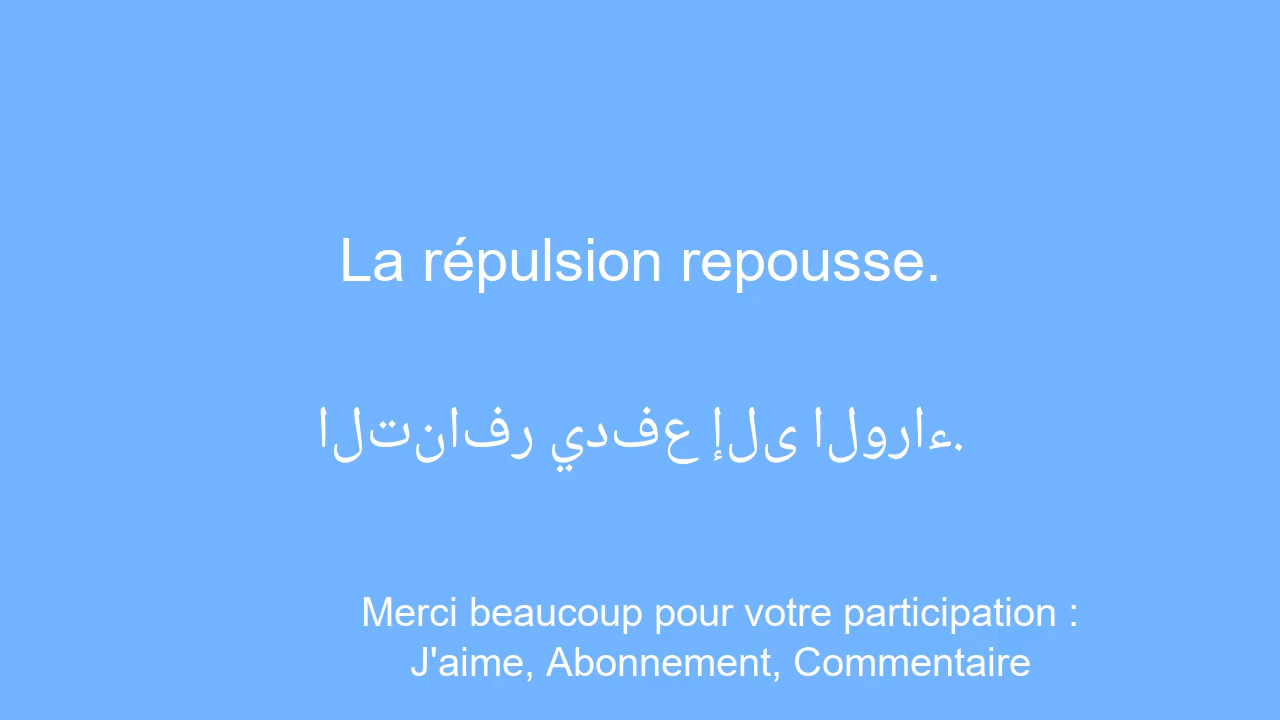 La répulsion repousse.
التنافر يدفع إلى الوراء.
Merci beaucoup pour votre participation :
J'aime, Abonnement, Commentaire